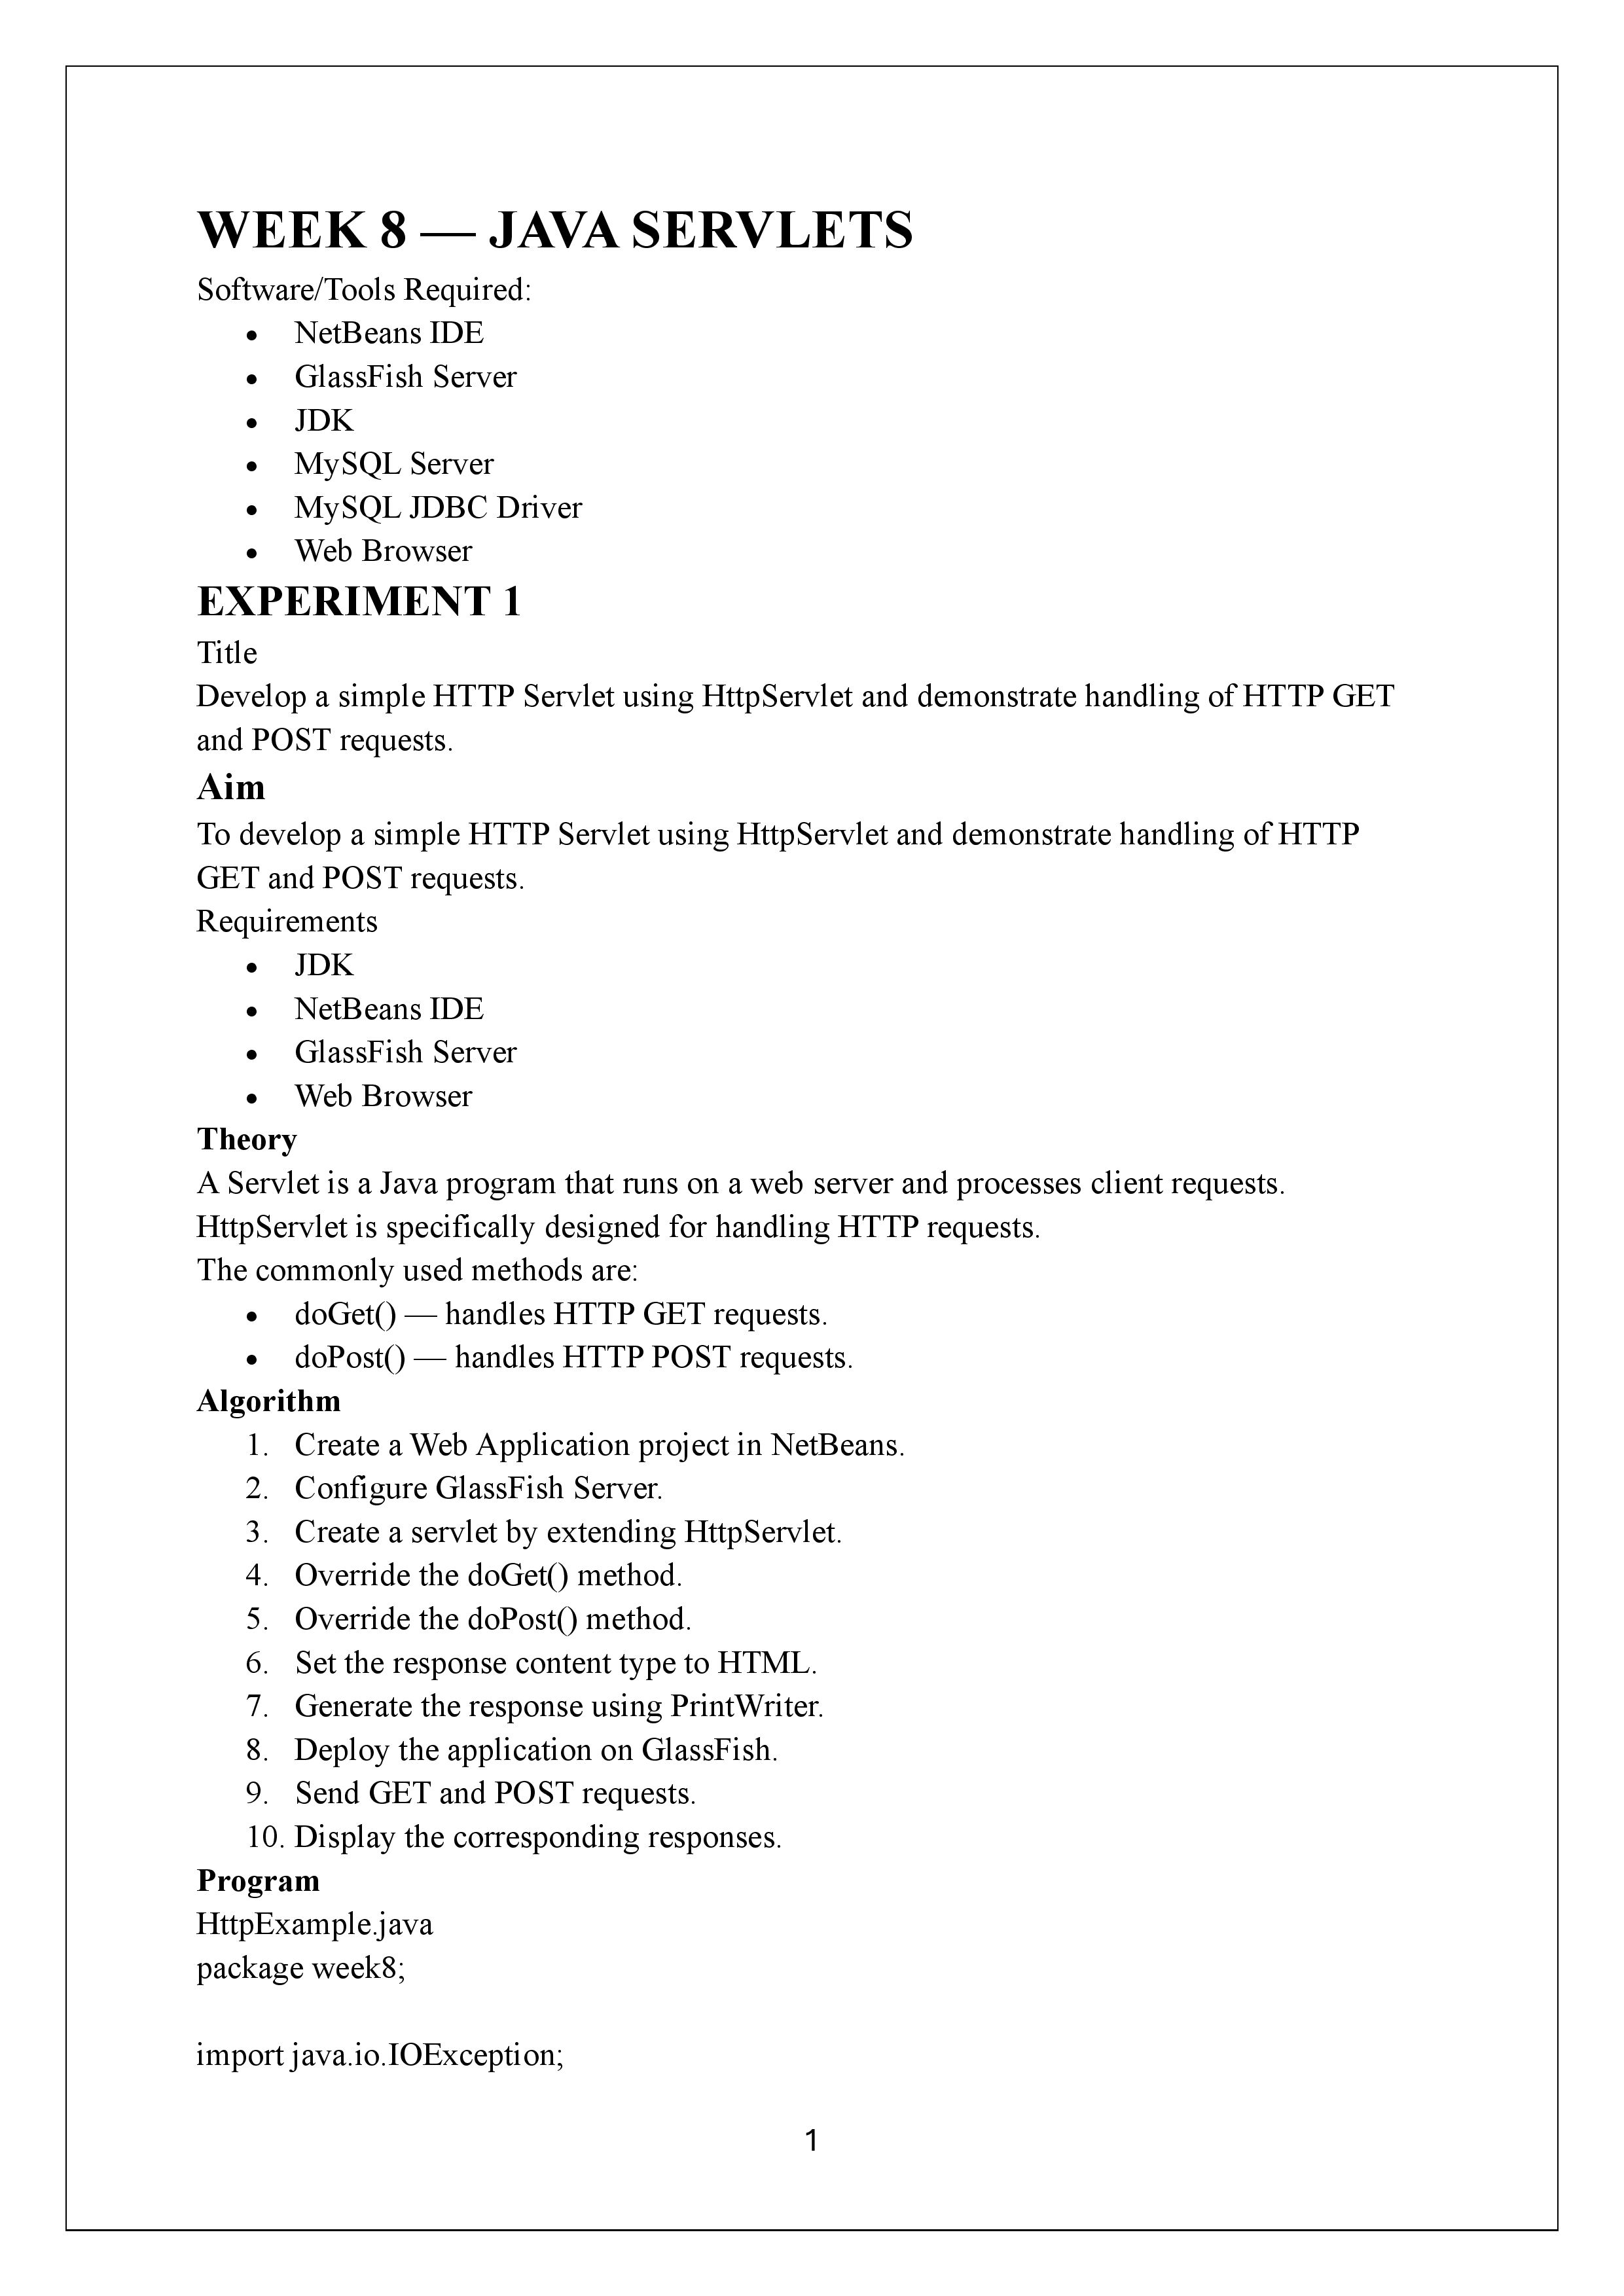 WEEK 8 — JAVA SERVLETS
Software/Tools Required:
• NetBeans IDE
• GlassFish Server
• JDK
• MySQL Server
• MySQL JDBC Driver
• Web Browser
EXPERIMENT 1
Title
Develop a simple HTTP Servlet using HttpServlet and demonstrate handling of HTTP GET
and POST requests.
Aim
To develop a simple HTTP Servlet using HttpServlet and demonstrate handling of HTTP
GET and POST requests.
Requirements
• JDK
• NetBeans IDE
• GlassFish Server
• Web Browser
Theory
A Servlet is a Java program that runs on a web server and processes client requests.
HttpServlet is specifically designed for handling HTTP requests.
The commonly used methods are:
• doGet() — handles HTTP GET requests.
• doPost() — handles HTTP POST requests.
Algorithm
1. Create a Web Application project in NetBeans.
2. Configure GlassFish Server.
3. Create a servlet by extending HttpServlet.
4. Override the doGet() method.
5. Override the doPost() method.
6. Set the response content type to HTML.
7. Generate the response using PrintWriter.
8. Deploy the application on GlassFish.
9. Send GET and POST requests.
10. Display the corresponding responses.
Program
HttpExample.java
package week8;
import java.io.IOException;
1